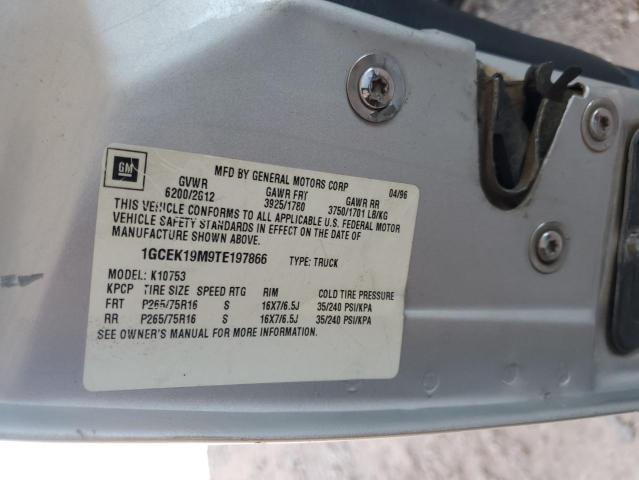 GM
MFD BY GENERAL MOTORS CORP 04/96
GVWR GAWR FRT GAWR RR
6200/2G12 3925/1780 3750/1701 LB/KG
THIS VEHICLE CONFORMS TO ALL APPLICABLE U.S. FEDERAL MOTOR
VEHICLE SAFETY STANDARDS IN EFFECT ON THE DATE OF
MANUFACTURE SHOWN ABOVE.
1GCEK19M9TE197866 TYPE: TRUCK
MODEL: K10753
KPCP TIRE SIZE SPEED RTG RIM COLD TIRE PRESSURE
FRT P265/75R16 S 16X7/6.5J 35/240 PSI/KPA
RR P265/75R16 S 16X7/6.5J 35/240 PSI/KPA
SEE OWNER'S MANUAL FOR MORE INFORMATION.